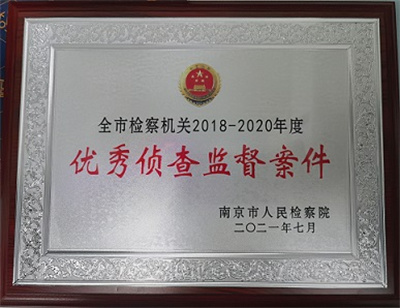 全市检察机关2018-2020年度
优秀侦查监督案件
南京市人民检察院
二〇二一年七月